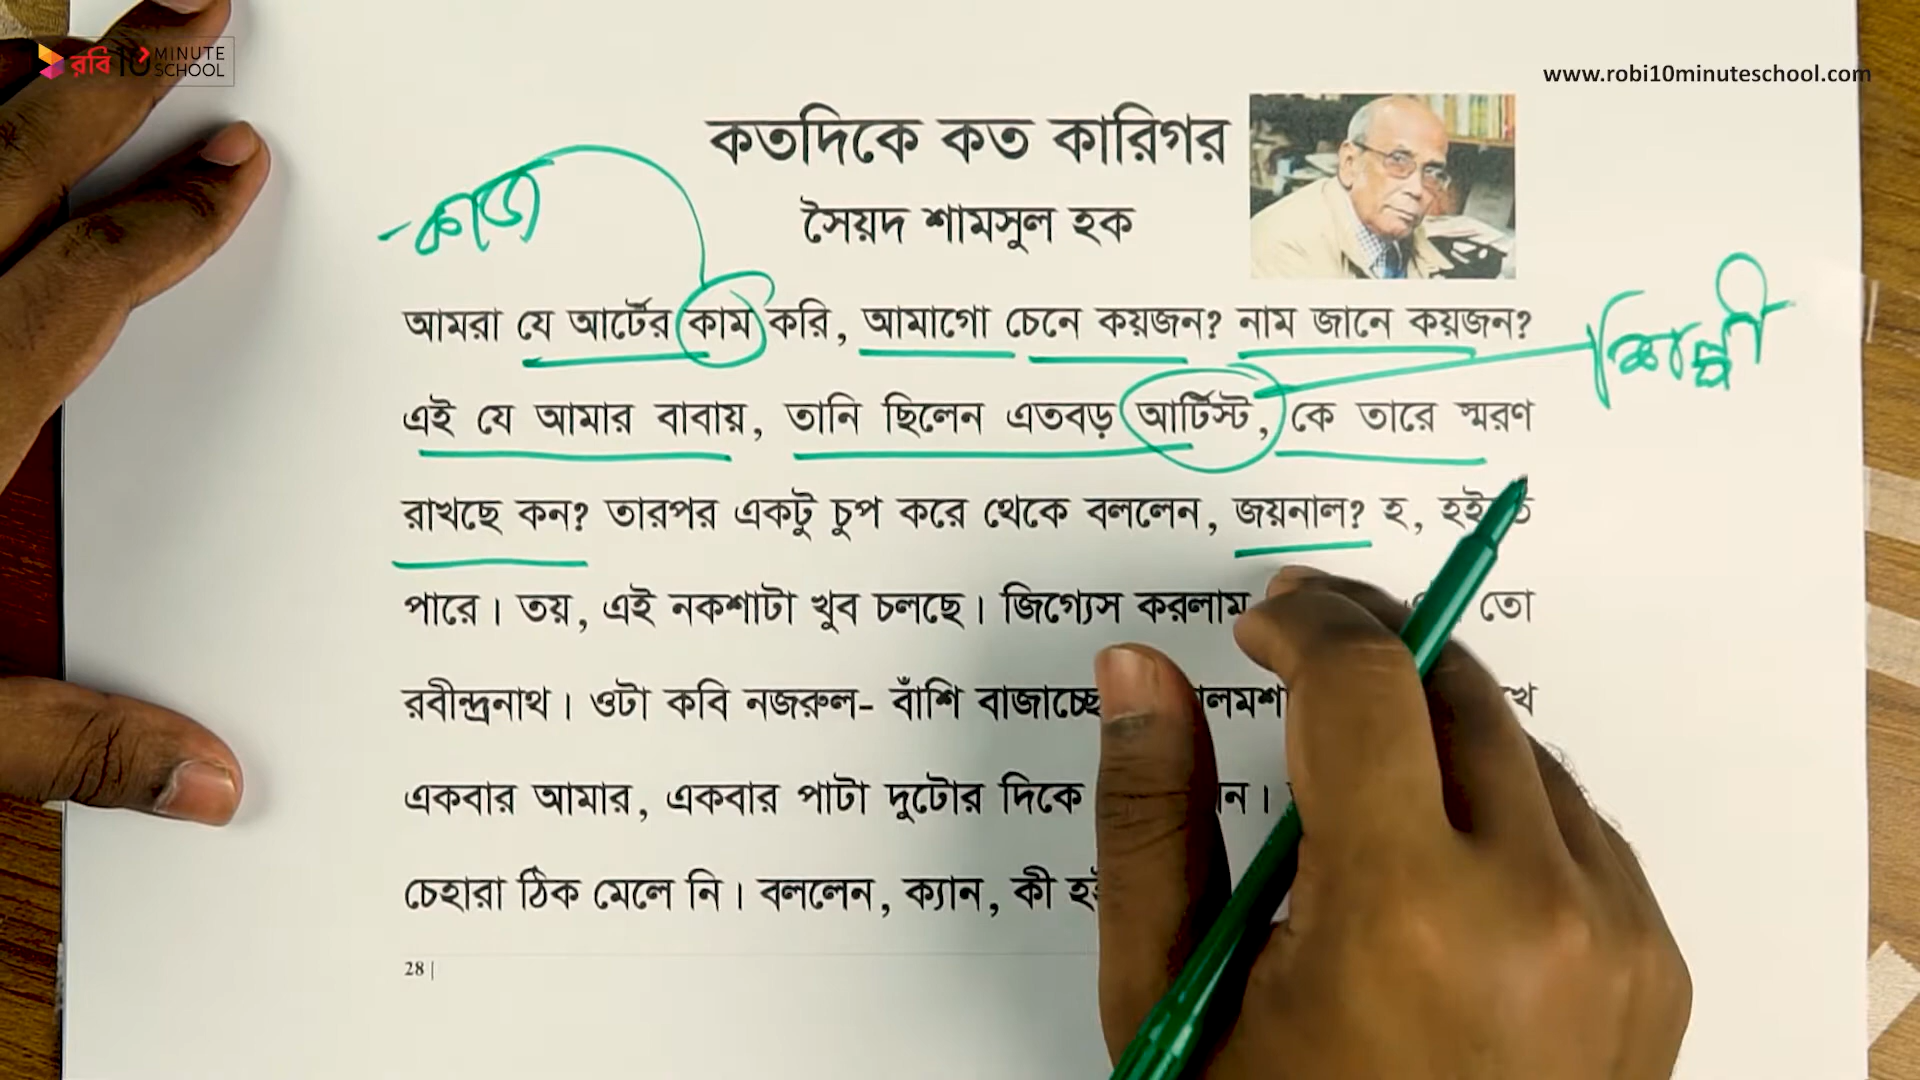 রবি 10 MINUTE SCHOOL
www.robi10minuteschool.com
কতদিকে কত কারিগর
সৈয়দ শামসুল হক
কাজ
আমরা যে আর্টের কাম করি, আমাগো চেনে কয়জন? নাম জানে কয়জন?
শিল্পী
এই যে আমার বাবায়, তানি ছিলেন এতবড় আর্টিস্ট, কে তারে স্মরণ
রাখছে কন? তারপর একটু চুপ করে থেকে বললেন, জয়নাল? হ,
পারে। তয়, এই নকশাটা খুব চলছে। জিগ্যেস করলাম তো
রবীন্দ্রনাথ। ওটা কবি নজরুল- বাঁশি বাজাচ্ছে
একবার আমার, একবার পাটা দুটোর দিকে
চেহারা ঠিক মেলে নি। বললেন, ক্যান, কী
28 |